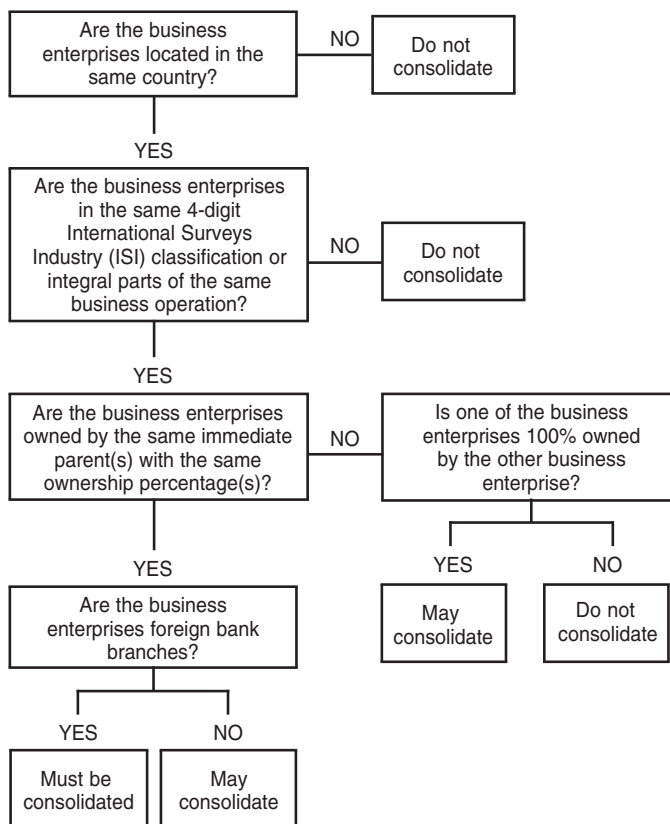 Are the business
enterprises located in the
same country?
NO
Do not
consolidate
YES
Are the business enterprises
in the same 4-digit
International Surveys
Industry (ISI) classification or
integral parts of the same
business operation?
NO
Do not
consolidate
YES
Are the business enterprises
owned by the same immediate
parent(s) with the same
ownership percentage(s)?
NO
Is one of the business
enterprises 100% owned
by the other business
enterprise?
YES
NO
May
consolidate
Do not
consolidate
YES
Are the business
enterprises foreign bank
branches?
YES
NO
Must be
consolidated
May
consolidate